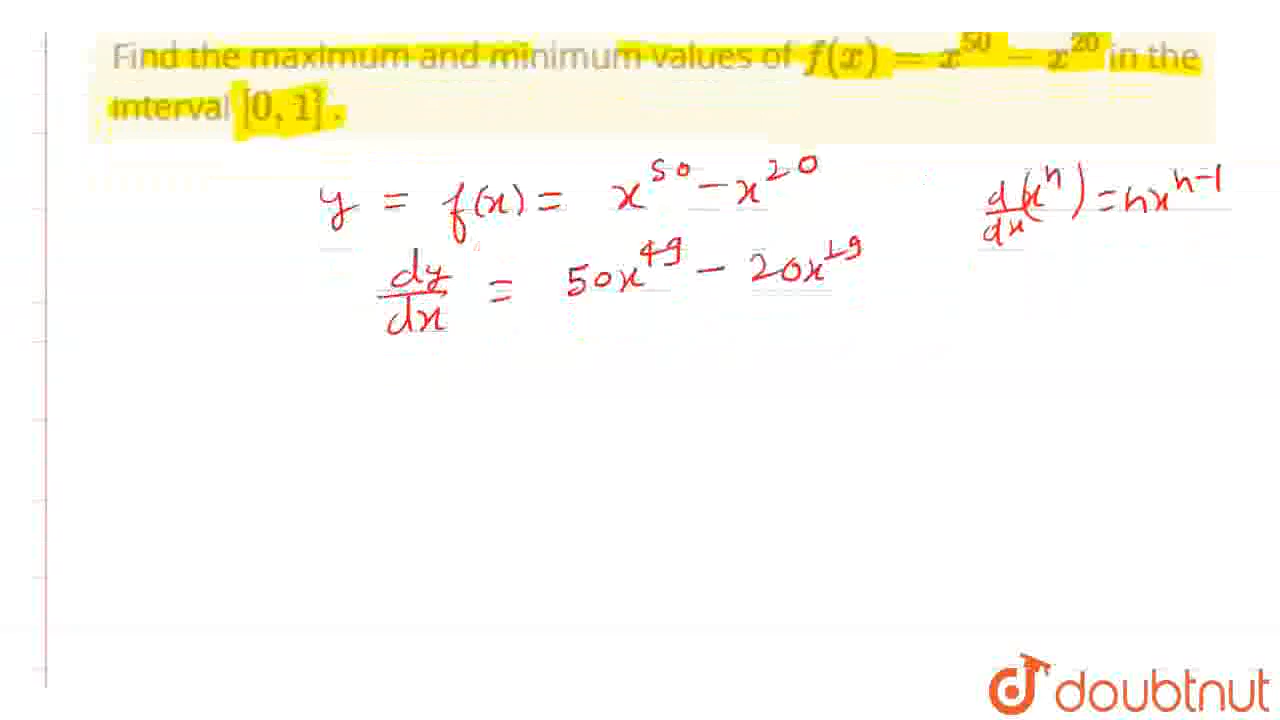 Find the maximum and minimum values of f(x) = x^50 − x^20 in the
interval [0, 1] .
y = f(x) = x^50 − x^20
d/dx (x^n) = nx^(n−1)
dy/dx = 50x^49 − 20x^19
doubtnut